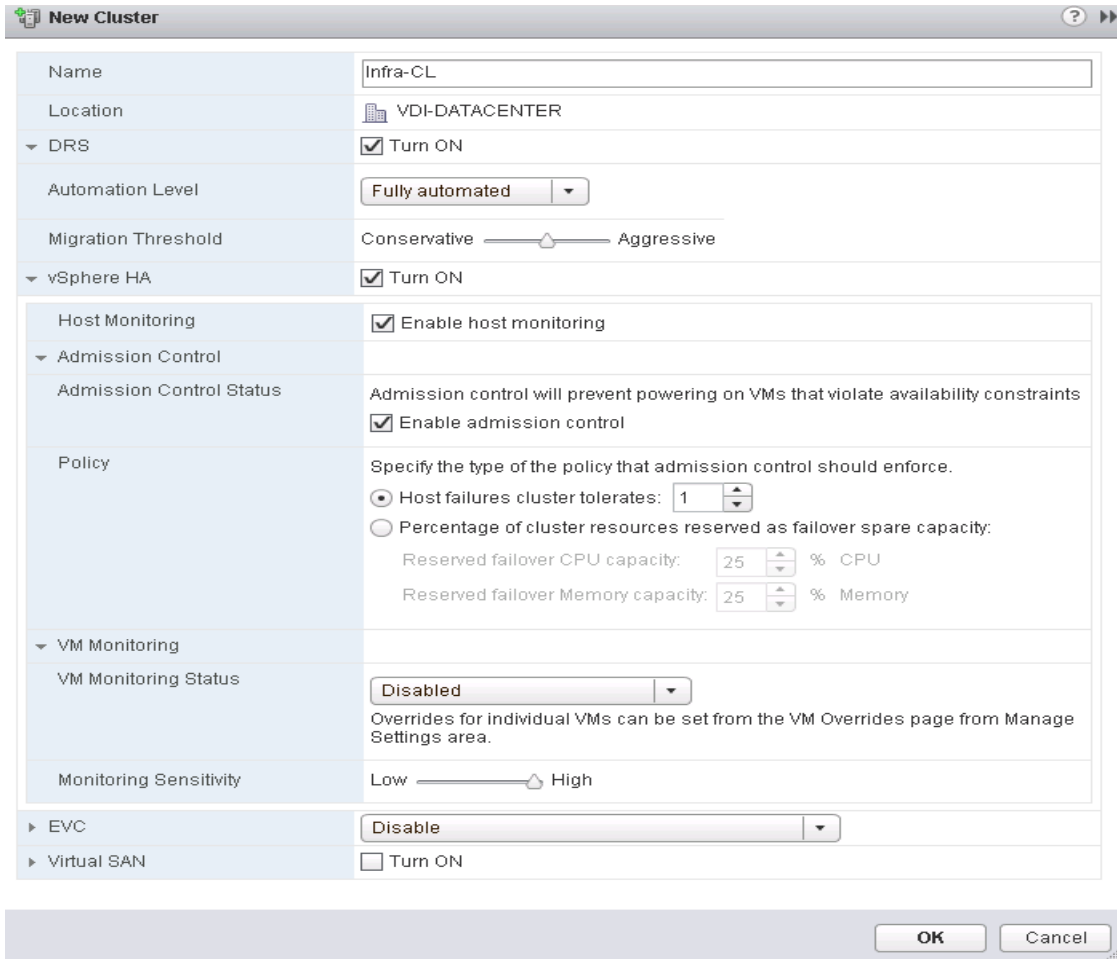 New Cluster ?
Name Infra-CL
Location VDI-DATACENTER
DRS Turn ON
Automation Level Fully automated
Migration Threshold Conservative Aggressive
vSphere HA Turn ON
Host Monitoring Enable host monitoring
Admission Control
Admission Control Status Admission control will prevent powering on VMs that violate availability constraints
Enable admission control
Policy Specify the type of the policy that admission control should enforce.
Host failures cluster tolerates: 1
Percentage of cluster resources reserved as failover spare capacity:
Reserved failover CPU capacity: 25 % CPU
Reserved failover Memory capacity: 25 % Memory
VM Monitoring
VM Monitoring Status Disabled
Overrides for individual VMs can be set from the VM Overrides page from Manage
Settings area.
Monitoring Sensitivity Low High
EVC Disable
Virtual SAN Turn ON
OK Cancel